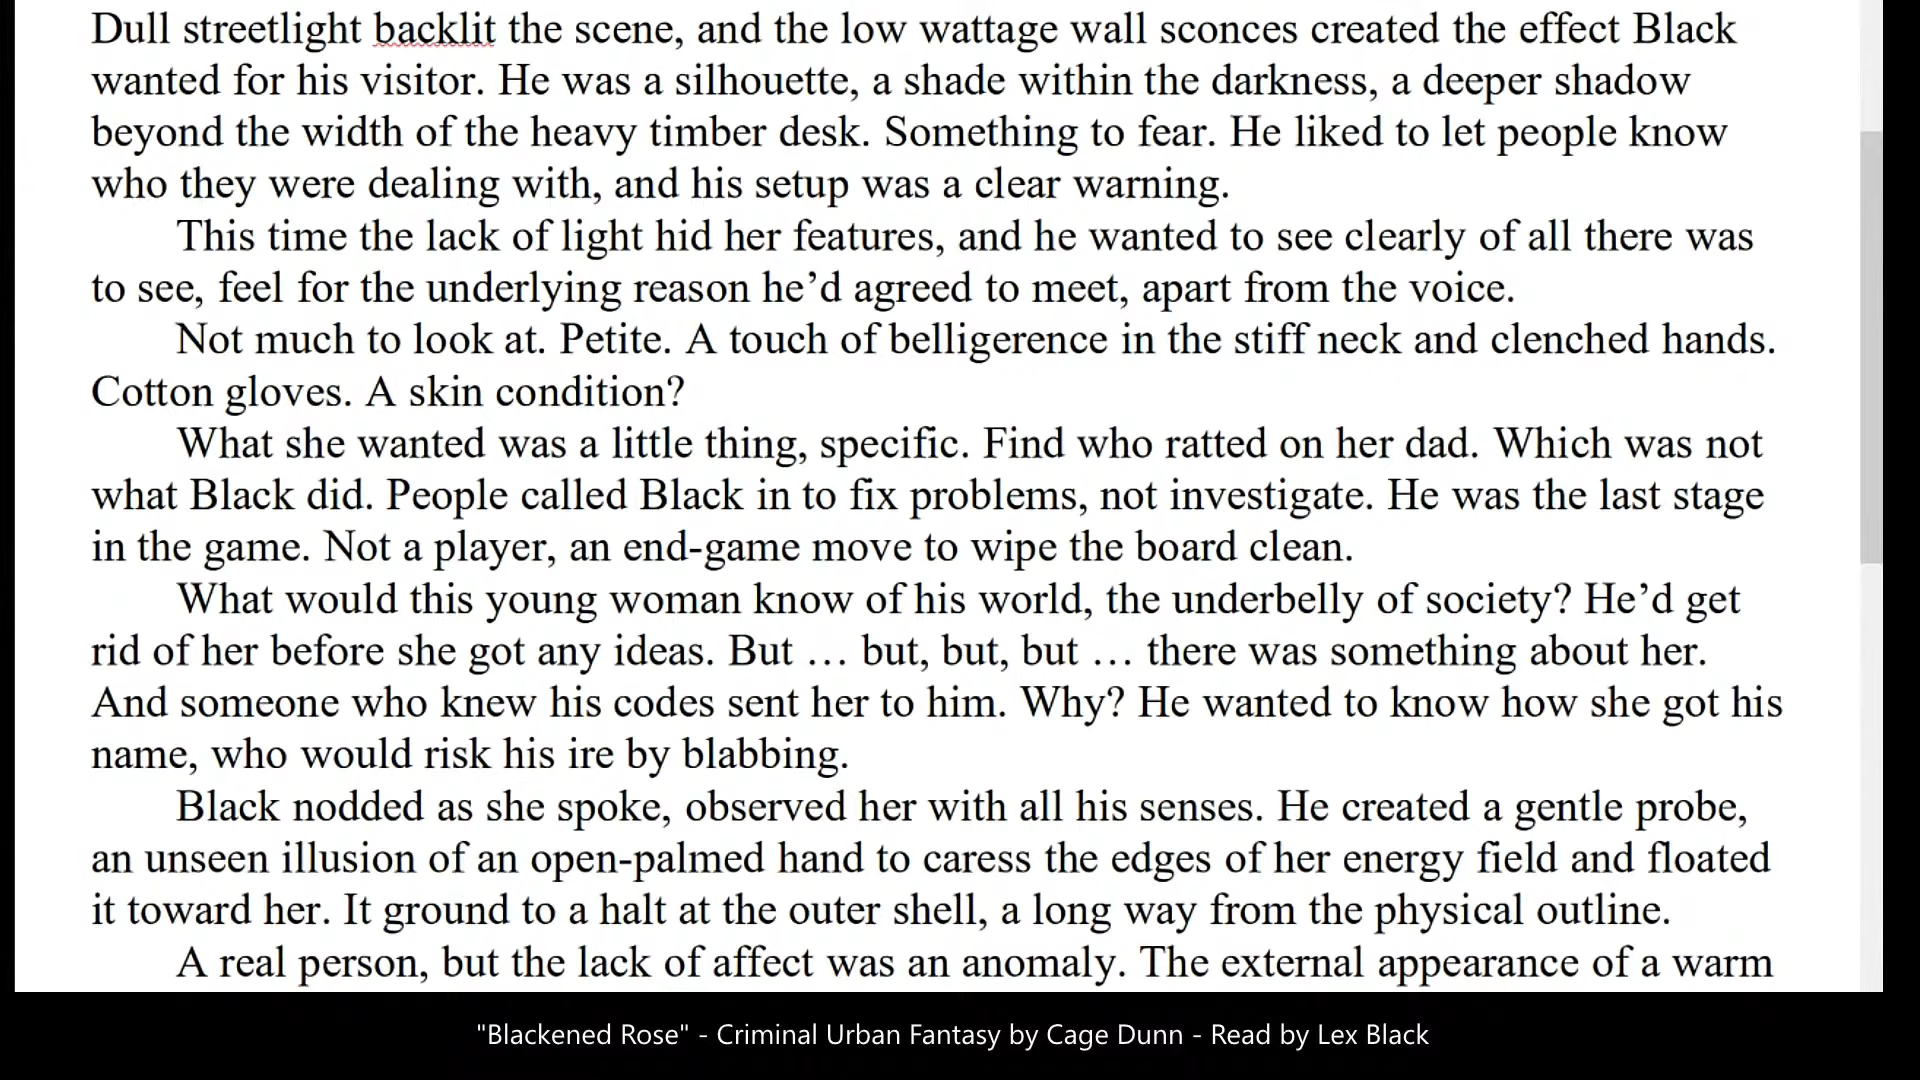 Dull streetlight backlit the scene, and the low wattage wall sconces created the effect Black
wanted for his visitor. He was a silhouette, a shade within the darkness, a deeper shadow
beyond the width of the heavy timber desk. Something to fear. He liked to let people know
who they were dealing with, and his setup was a clear warning.
This time the lack of light hid her features, and he wanted to see clearly of all there was
to see, feel for the underlying reason he’d agreed to meet, apart from the voice.
Not much to look at. Petite. A touch of belligerence in the stiff neck and clenched hands.
Cotton gloves. A skin condition?
What she wanted was a little thing, specific. Find who ratted on her dad. Which was not
what Black did. People called Black in to fix problems, not investigate. He was the last stage
in the game. Not a player, an end-game move to wipe the board clean.
What would this young woman know of his world, the underbelly of society? He’d get
rid of her before she got any ideas. But … but, but, but … there was something about her.
And someone who knew his codes sent her to him. Why? He wanted to know how she got his
name, who would risk his ire by blabbing.
Black nodded as she spoke, observed her with all his senses. He created a gentle probe,
an unseen illusion of an open-palmed hand to caress the edges of her energy field and floated
it toward her. It ground to a halt at the outer shell, a long way from the physical outline.
A real person, but the lack of affect was an anomaly. The external appearance of a warm
"Blackened Rose" - Criminal Urban Fantasy by Cage Dunn - Read by Lex Black